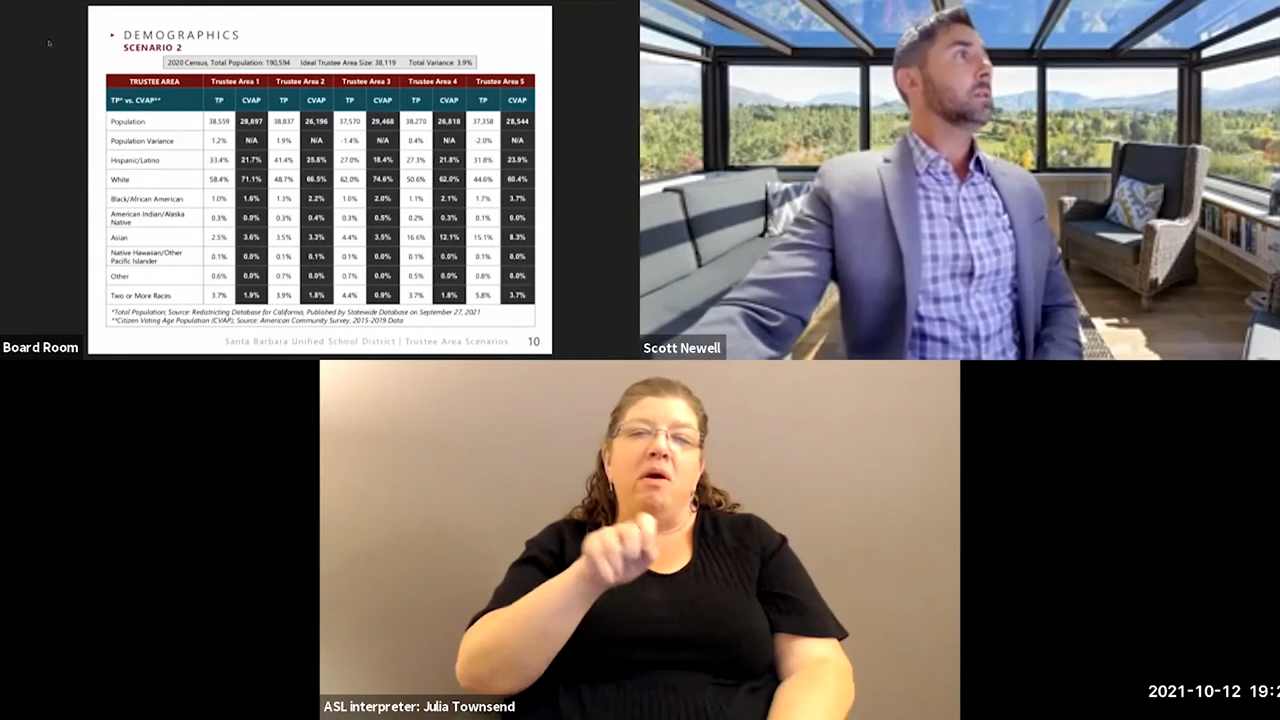 DEMOGRAPHICS
SCENARIO 2
2020 Census, Total Population: 190,594 Ideal Trustee Area Size: 38,119 Total Variance: 3.9%
TRUSTEE AREA Trustee Area 1 Trustee Area 2 Trustee Area 3 Trustee Area 4 Trustee Area 5
TP* vs. CVAP** TP CVAP TP CVAP TP CVAP TP CVAP TP CVAP
Population 38,559 28,897 38,837 26,196 37,570 29,468 38,270 26,818 37,358 28,544
Population Variance 1.2% N/A 1.9% N/A -1.4% N/A 0.4% N/A -2.0% N/A
Hispanic/Latino 33.4% 21.7% 41.4% 25.8% 27.0% 18.4% 27.3% 21.8% 31.8% 23.9%
White 58.4% 71.1% 48.7% 66.5% 62.0% 74.6% 50.6% 62.0% 44.6% 60.4%
Black/African American 1.0% 1.6% 1.3% 2.2% 1.0% 2.0% 1.1% 2.1% 1.7% 3.7%
American Indian/Alaska
Native 0.3% 0.0% 0.3% 0.4% 0.3% 0.5% 0.2% 0.3% 0.1% 0.0%
Asian 2.5% 3.6% 3.5% 3.3% 4.4% 3.5% 16.6% 12.1% 15.1% 8.3%
Native Hawaiian/Other
Pacific Islander 0.1% 0.0% 0.1% 0.1% 0.1% 0.0% 0.1% 0.0% 0.1% 0.0%
Other 0.6% 0.0% 0.7% 0.0% 0.7% 0.0% 0.5% 0.0% 0.8% 0.0%
Two or More Races 3.7% 1.9% 3.9% 1.8% 4.4% 0.9% 3.7% 1.8% 5.8% 3.7%
*Total Population; Source: Redistricting Database for California, Published by Statewide Database on September 27, 2021
**Citizen Voting Age Population (CVAP); Source: American Community Survey, 2015-2019 Data
Santa Barbara Unified School District | Trustee Area Scenarios 10
Board Room
Scott Newell
ASL interpreter: Julia Townsend
2021-10-12 19:2